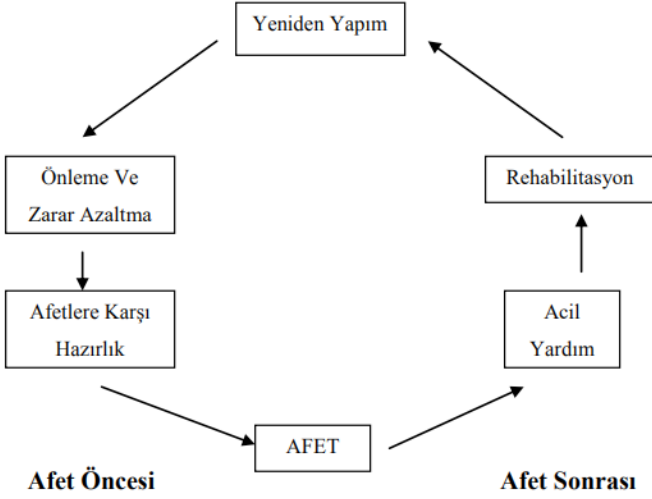 Yeniden Yapım
Önleme Ve
Zarar Azaltma
Rehabilitasyon
Afetlere Karşı
Hazırlık
Acil
Yardım
AFET
Afet Öncesi
Afet Sonrası